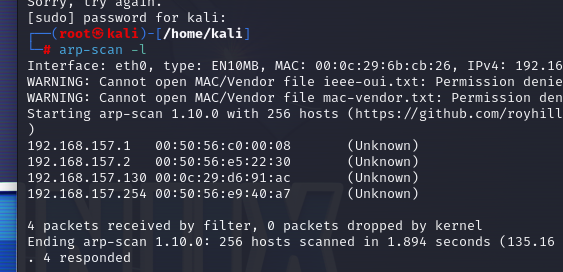 Sorry, try again.
[sudo] password for kali:
┌──(root㉿kali)-[/home/kali]
└─# arp-scan -l
Interface: eth0, type: EN10MB, MAC: 00:0c:29:6b:cb:26, IPv4: 192.16
WARNING: Cannot open MAC/Vendor file ieee-oui.txt: Permission denie
WARNING: Cannot open MAC/Vendor file mac-vendor.txt: Permission deni
Starting arp-scan 1.10.0 with 256 hosts (https://github.com/royhill
)
192.168.157.1   00:50:56:c0:00:08       (Unknown)
192.168.157.2   00:50:56:e5:22:30       (Unknown)
192.168.157.130 00:0c:29:d6:91:ac       (Unknown)
192.168.157.254 00:50:56:e9:40:a7       (Unknown)
4 packets received by filter, 0 packets dropped by kernel
Ending arp-scan 1.10.0: 256 hosts scanned in 1.894 seconds (135.16
. 4 responded